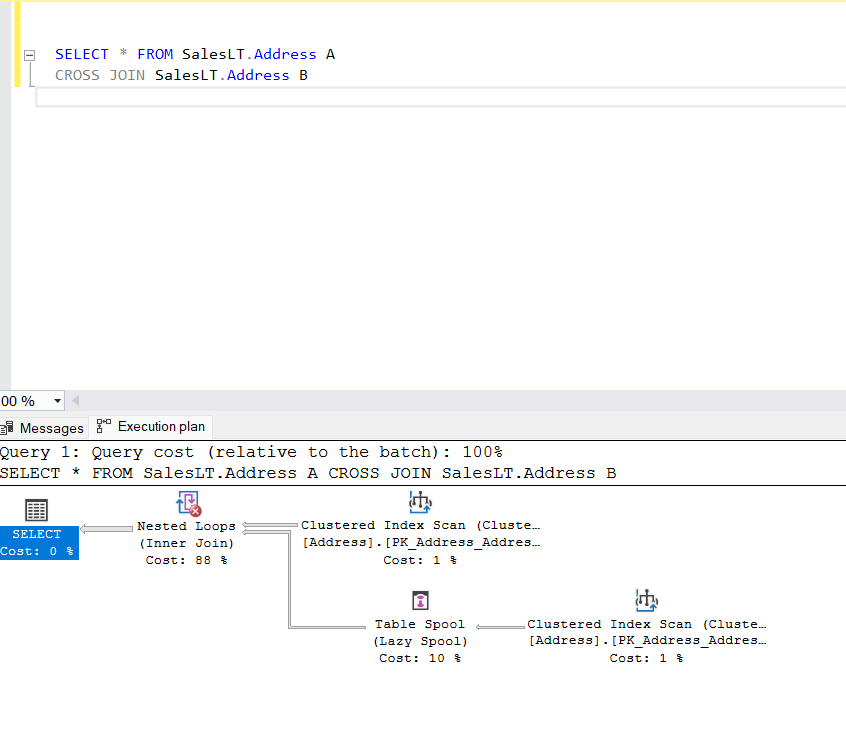 SELECT * FROM SalesLT.Address A
CROSS JOIN SalesLT.Address B
00 %
Messages
Execution plan
Query 1: Query cost (relative to the batch): 100%
SELECT * FROM SalesLT.Address A CROSS JOIN SalesLT.Address B
SELECT
Cost: 0 %
Nested Loops
(Inner Join)
Cost: 88 %
Clustered Index Scan (Cluste…
[Address].[PK_Address_Addres…
Cost: 1 %
Table Spool
(Lazy Spool)
Cost: 10 %
Clustered Index Scan (Cluste…
[Address].[PK_Address_Addres…
Cost: 1 %